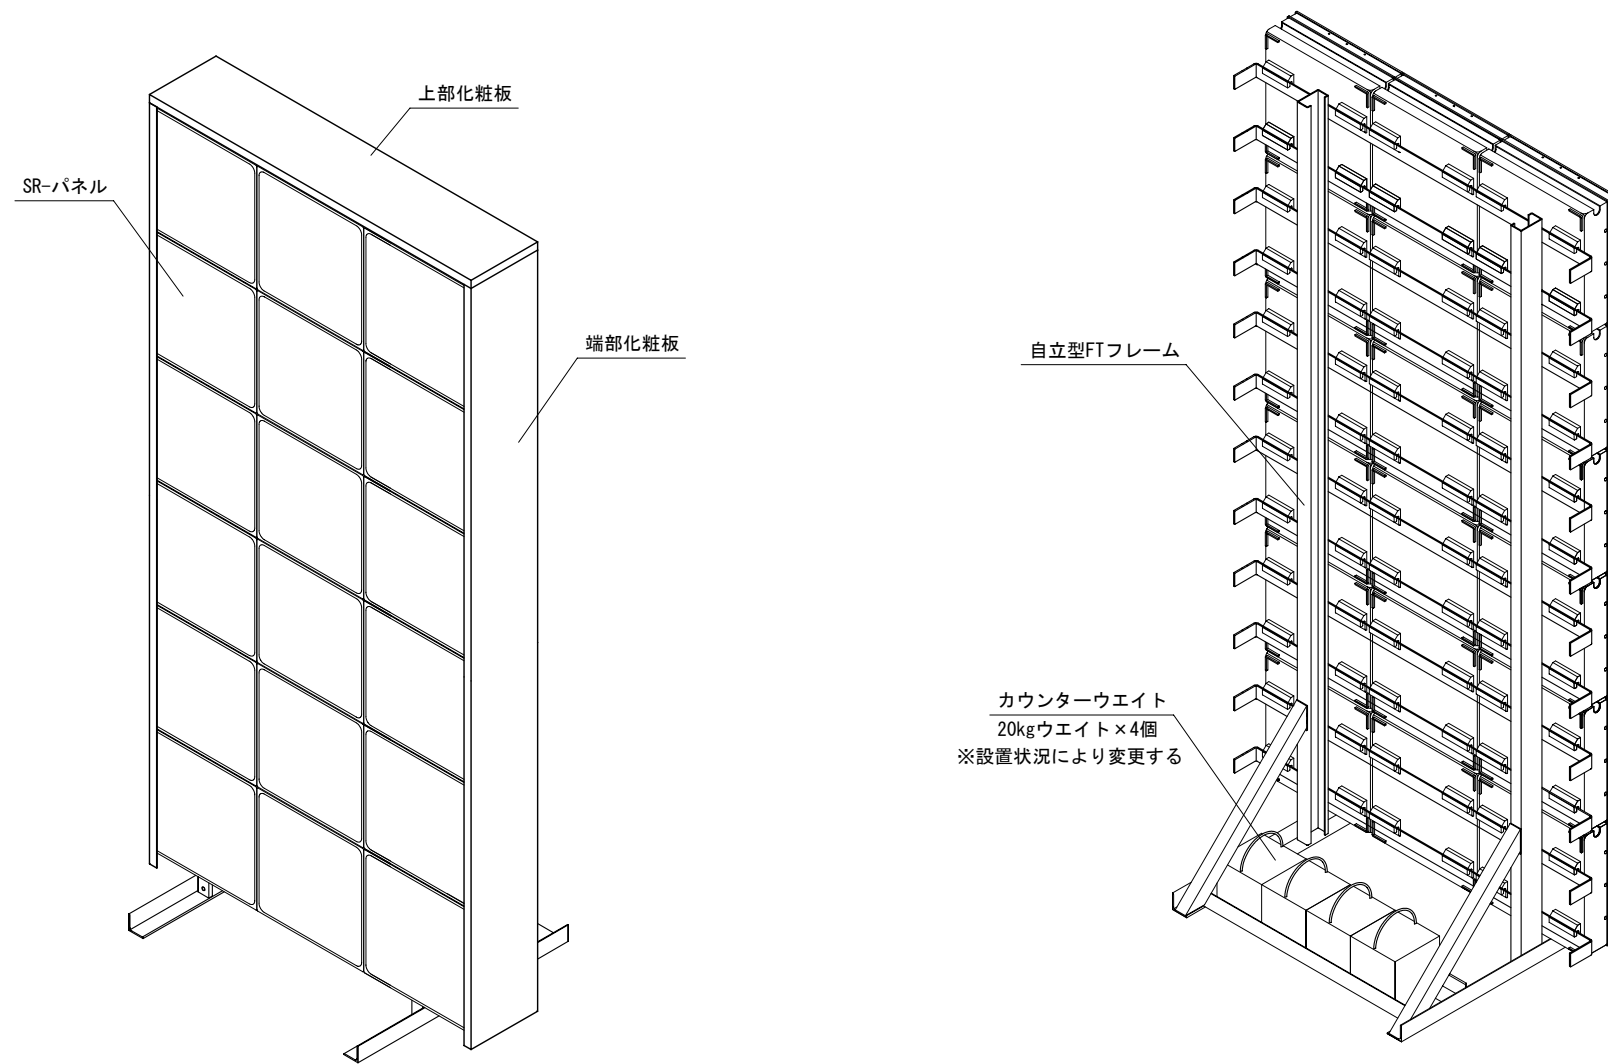 上部化粧板
SR-パネル
端部化粧板
自立型FTフレーム
カウンターウエイト
20kgウエイト×4個
※設置状況により変更する